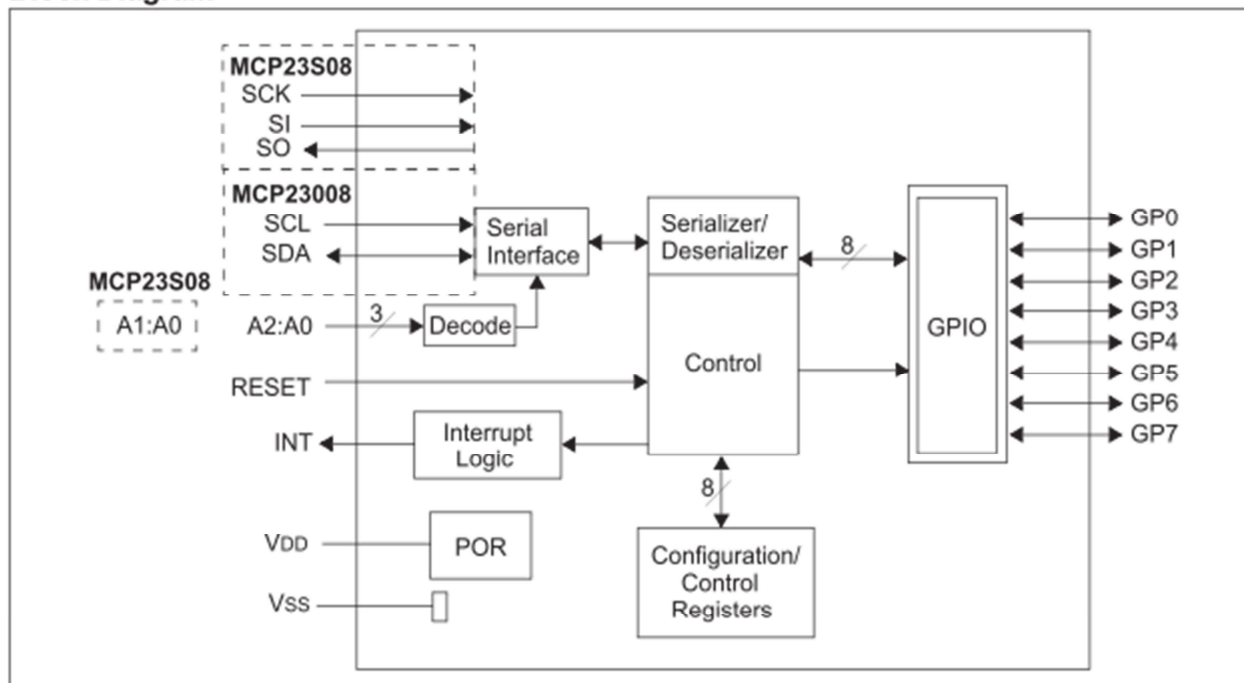 MCP23S08
SCK
SI
SO
MCP23008
SCL
SDA
Serial
Interface
Serializer/
Deserializer
8
GPIO
GP0
GP1
GP2
GP3
GP4
GP5
GP6
GP7
MCP23S08
A1:A0
A2:A0
3
Decode
Control
RESET
INT
Interrupt
Logic
8
VDD
POR
Configuration/
Control
Registers
VSS